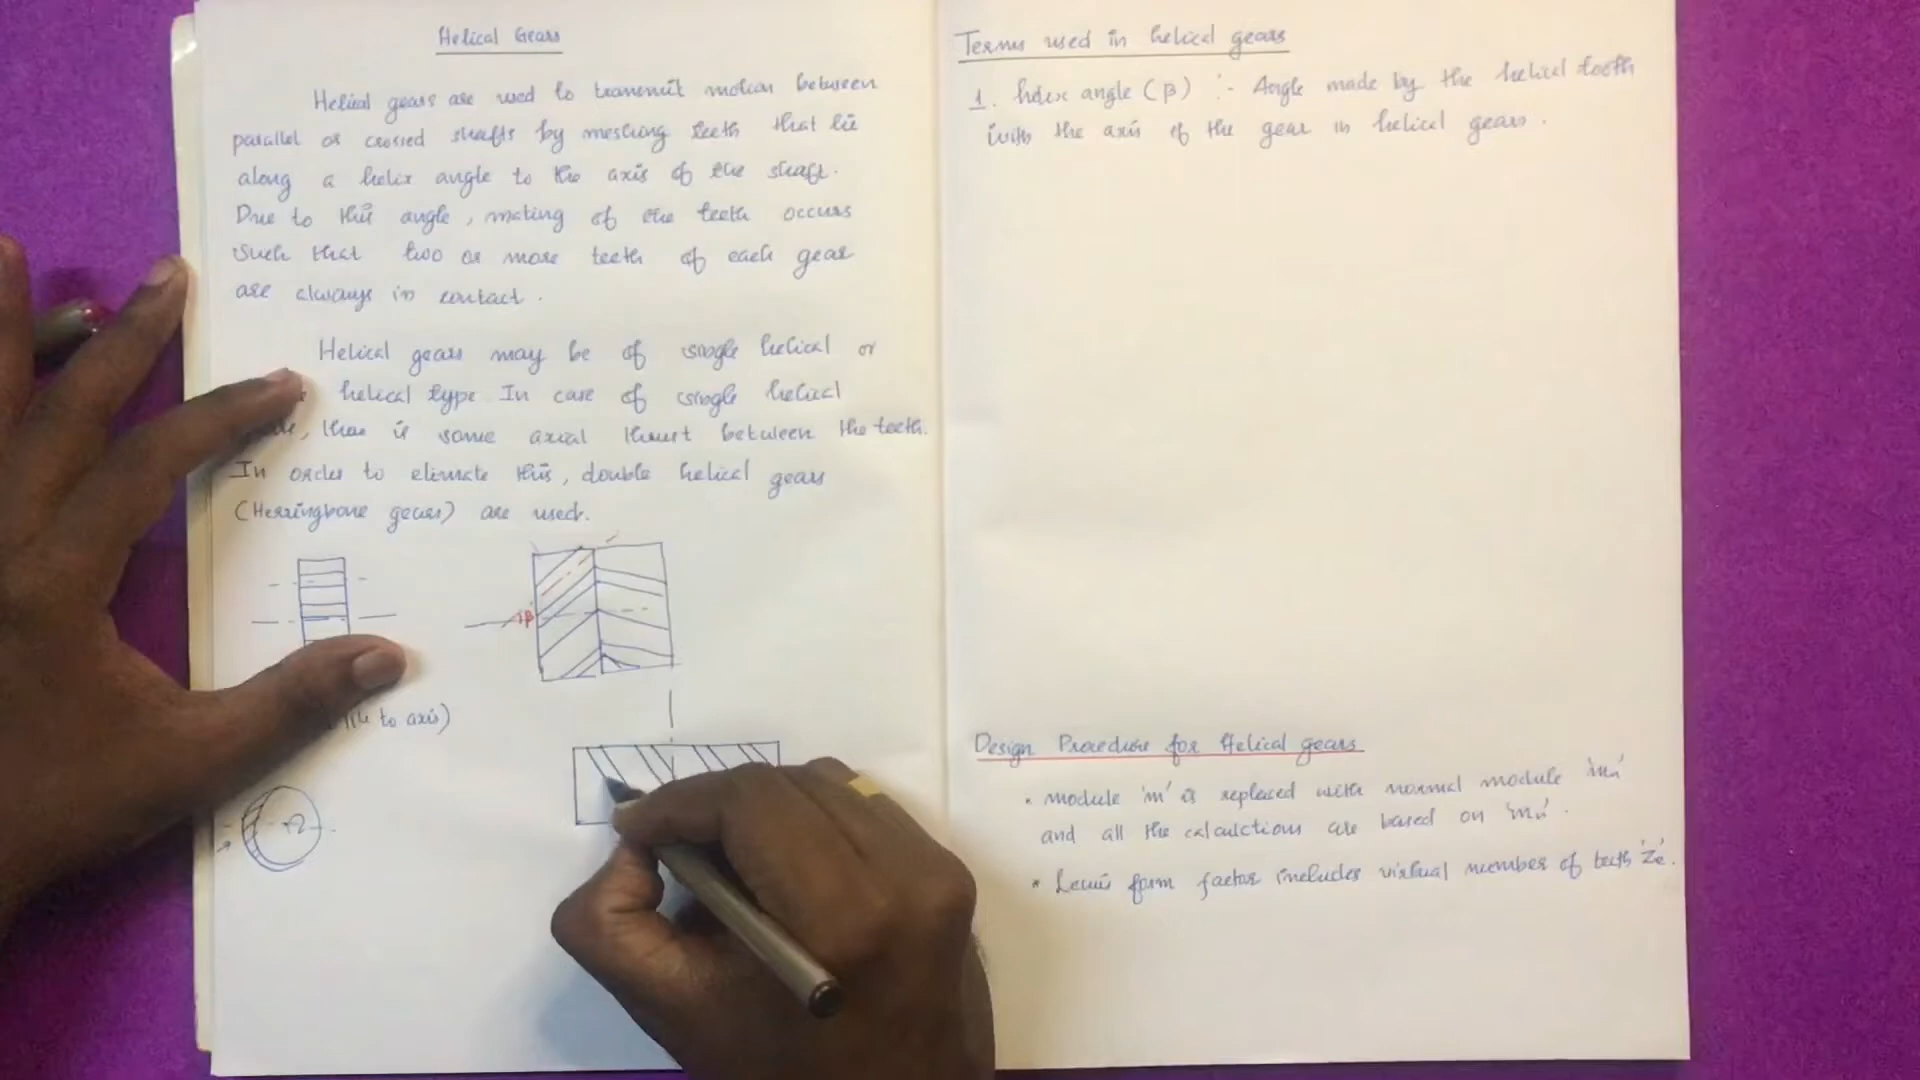 Helical Gears
Helical gears are used to transmit motion between
parallel or crossed shafts by meshing teeth that lie
along a helix angle to the axis of the shaft.
Due to this angle, mating of the teeth occurs
such that two or more teeth of each gear
are always in contact.
Helical gears may be of single helical or
helical type In case of single helical
, there is some axial thrust between the teeth.
In order to elimate this, double helical gears
(Herringbone gears) are used.
β
to axis)
Terms used in helical gears
1. helix angle (β) :- Angle made by the helical tooth
with the axis of the gear in helical gears.
Design Procedure for Helical gears
* Module 'm' is replaced with normal module 'mn'
and all the calculations are based on 'mn'.
* Lewis form factor includes virtual number of teeth 'Ze'.